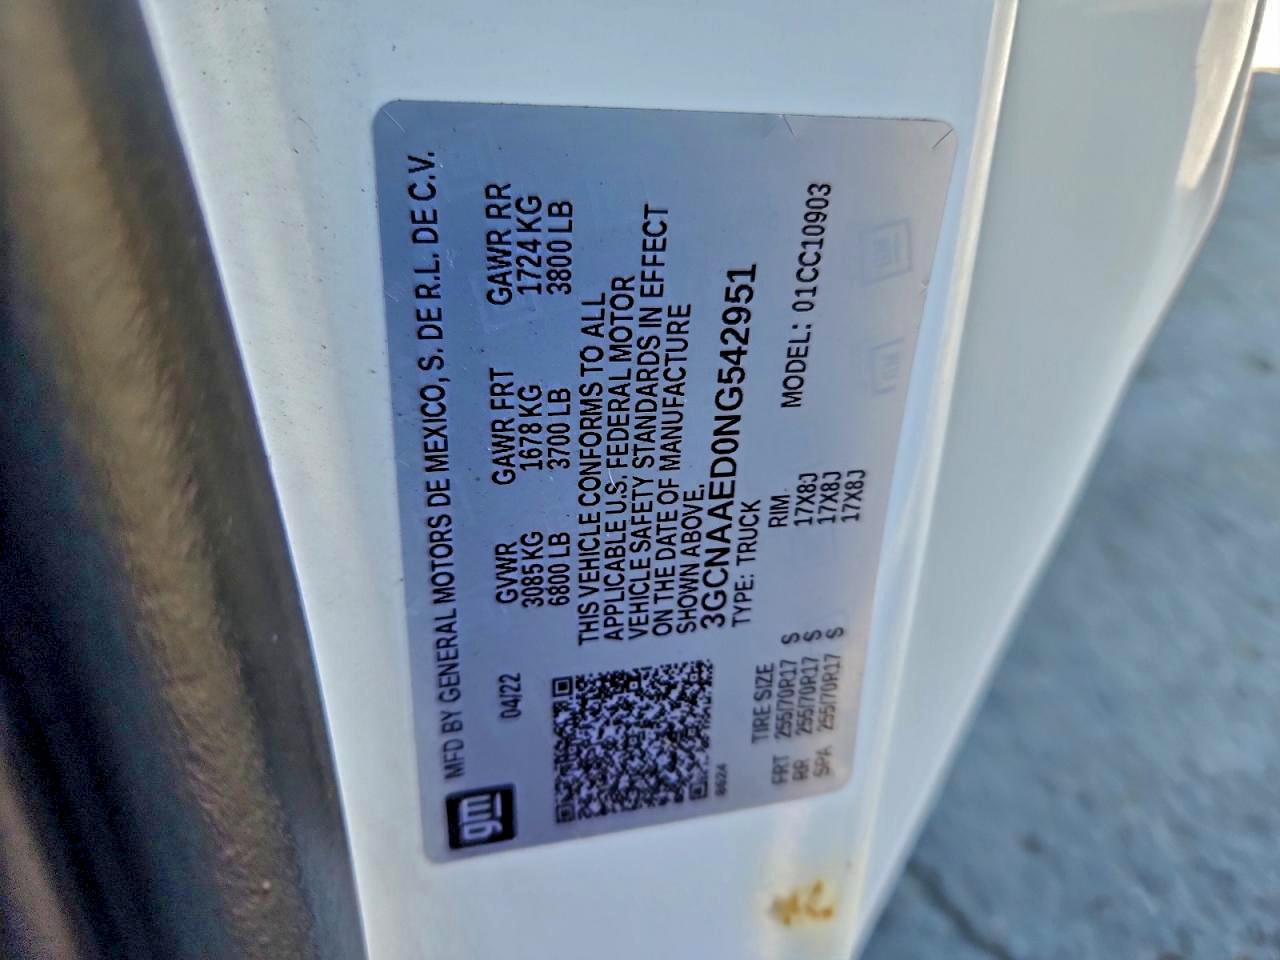 gm
MFD BY GENERAL MOTORS DE MEXICO, S. DE R.L. DE C.V.
04/22
GVWR GAWR FRT GAWR RR
3085 KG 1678 KG 1724 KG
6800 LB 3700 LB 3800 LB
THIS VEHICLE CONFORMS TO ALL
APPLICABLE U.S. FEDERAL MOTOR
VEHICLE SAFETY STANDARDS IN EFFECT
ON THE DATE OF MANUFACTURE
SHOWN ABOVE.
3GCNAAED0NG542951
TYPE: TRUCK
8624
TIRE SIZE RIM MODEL: 01CC10903
FRT 255/70R17 S 17X8J
RR 255/70R17 S 17X8J
SPA 255/70R17 S 17X8J